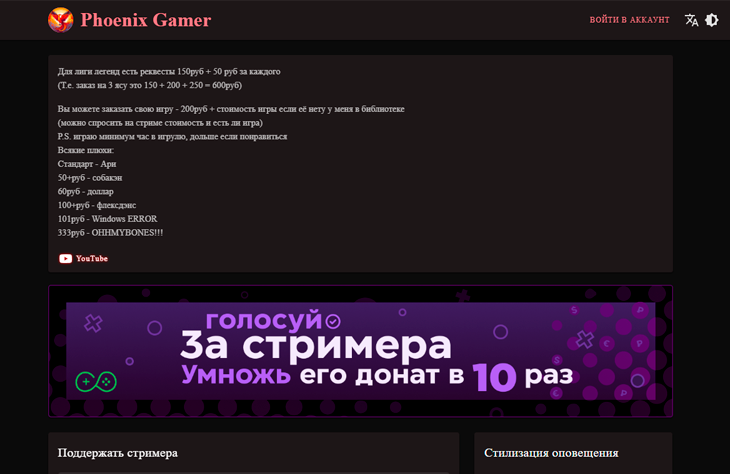 Phoenix Gamer
ВОЙТИ В АККАУНТ
Для лиги легенд есть реквесты 150руб + 50 руб за каждого
(Т.е. заказ на 3 ясу это 150 + 200 + 250 = 600руб)
Вы можете заказать свою игру - 200руб + стоимость игры если её нету у меня в библиотеке
(можно спросить на стриме стоимость и есть ли игра)
P.S. играю минимум час в игрулю, дольше если понравиться
Всякие плюхи:
Стандарт - Ари
50+руб - собакэн
60руб - доллар
100+руб - флексдэнс
101руб - Windows ERROR
333руб - OHHMYBONES!!!
YouTube
голосуй
За стримера
Умножь его донат в 10 раз
Поддержать стримера
Стилизация оповещения